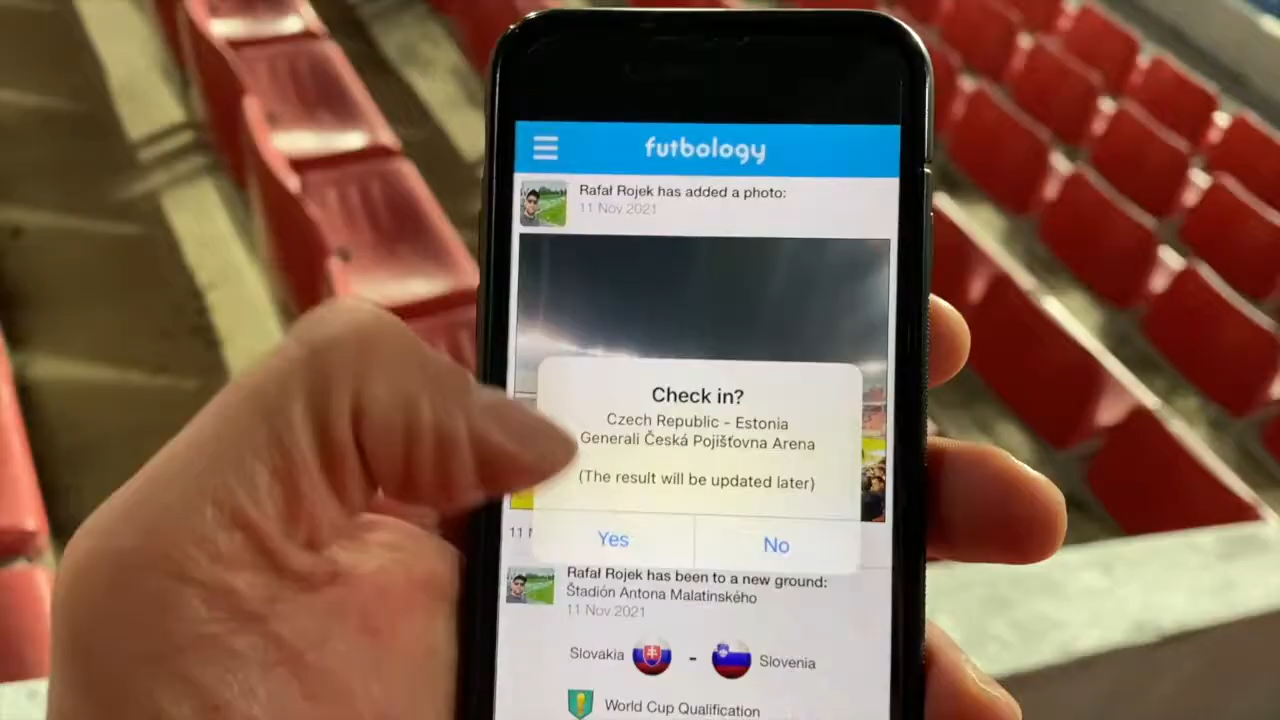 futbology
Rafał Rojek has added a photo:
11 Nov 2021
Check in?
Czech Republic - Estonia
Generali Česká Pojišťovna Arena
(The result will be updated later)
Yes
No
11 N
Rafał Rojek has been to a new ground:
Štadión Antona Malatinského
11 Nov 2021
Slovakia - Slovenia
World Cup Qualification